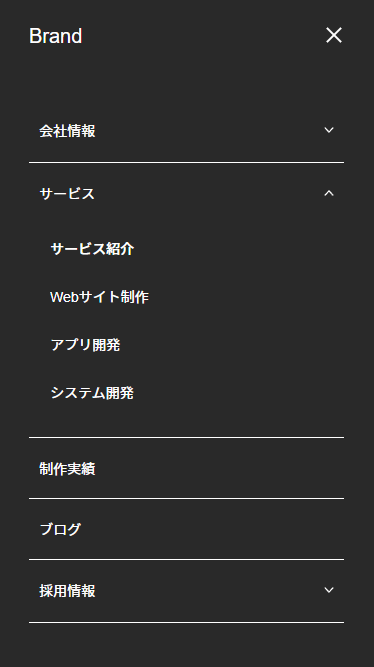 Brand
会社情報
サービス
サービス紹介
Webサイト制作
アプリ開発
システム開発
制作実績
ブログ
採用情報